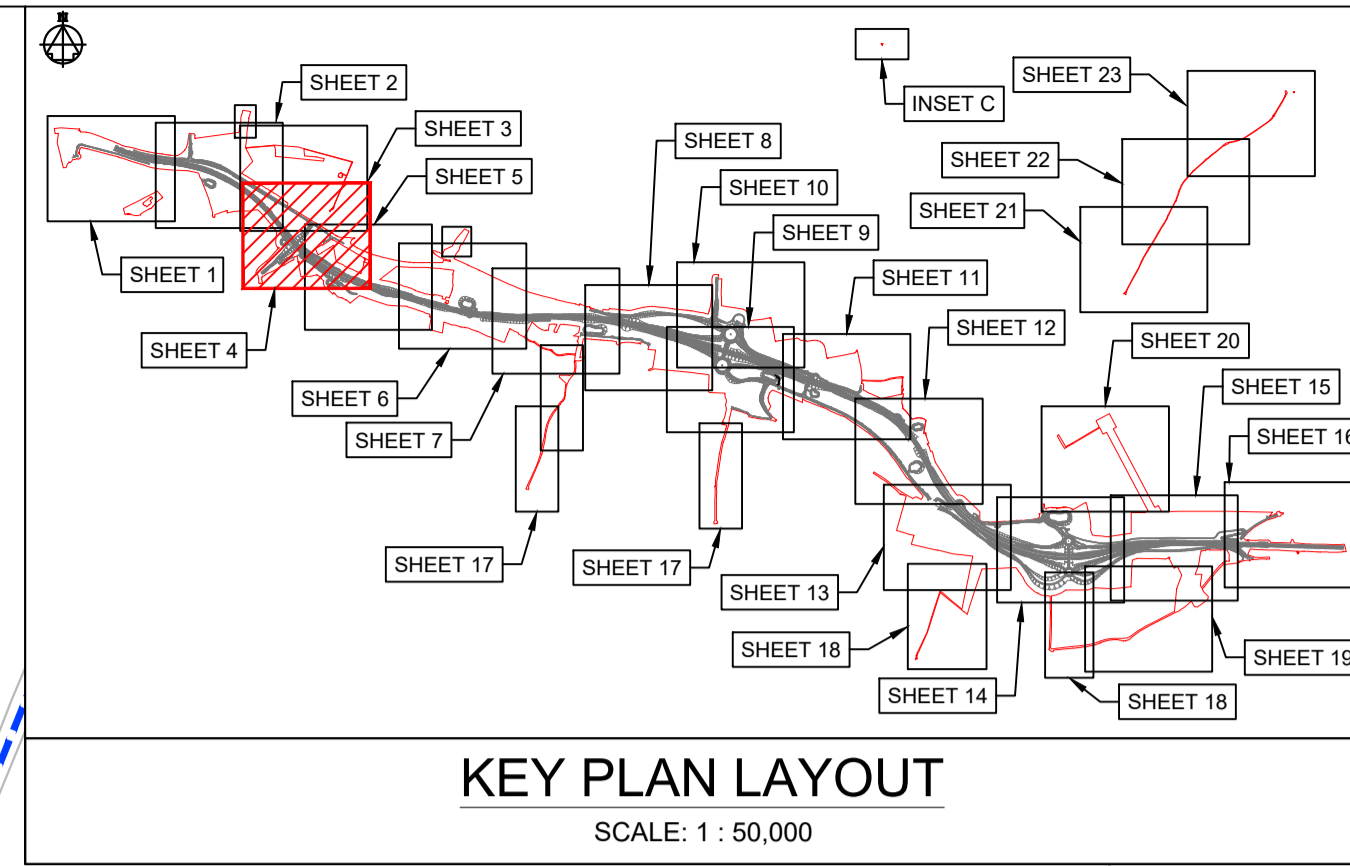 N
SHEET 2
SHEET 3
SHEET 5
SHEET 8
SHEET 10
SHEET 9
INSET C
SHEET 23
SHEET 22
SHEET 21
SHEET 1
SHEET 11
SHEET 12
SHEET 4
SHEET 20
SHEET 6
SHEET 15
SHEET 7
SHEET 16
SHEET 17
SHEET 17
SHEET 13
SHEET 18
SHEET 19
SHEET 14
SHEET 18
KEY PLAN LAYOUT
SCALE: 1 : 50,000